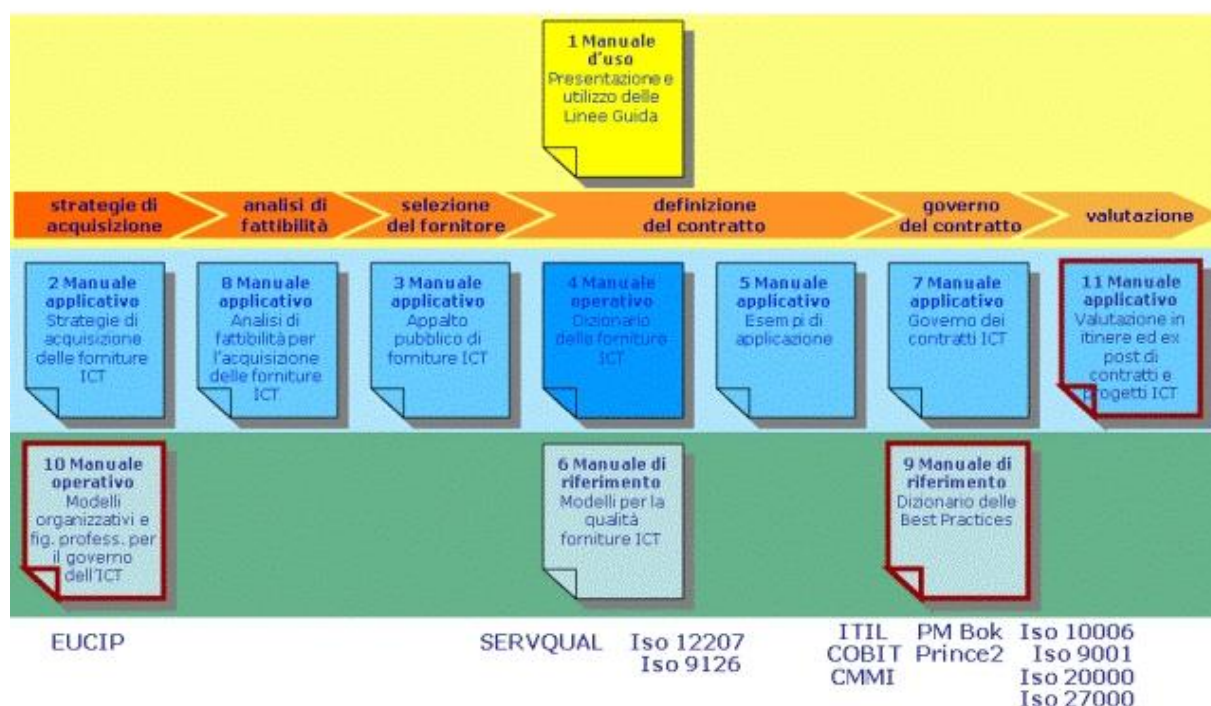 1 Manuale
d'uso
Presentazione e
utilizzo delle
Linee Guida
strategie di
acquisizione
analisi di
fattibilità
selezione
del fornitore
definizione
del contratto
governo
del contratto
valutazione
2 Manuale
applicativo
Strategie di
acquisizione
delle forniture
ICT
8 Manuale
applicativo
Analisi di
fattibilità per
l'acquisizione
delle forniture
ICT
3 Manuale
applicativo
Appalto
pubblico di
forniture ICT
4 Manuale
operativo
Dizionario
delle forniture
ICT
5 Manuale
applicativo
Esempi di
applicazione
7 Manuale
applicativo
Governo dei
contratti ICT
11 Manuale
applicativo
Valutazione in
itinere ed ex
post di
contratti e
progetti ICT
10 Manuale
operativo
Modelli
organizzativi e
fig. profess. per
il governo
dell'ICT
6 Manuale di
riferimento
Modelli per la
qualità
forniture ICT
9 Manuale di
riferimento
Dizionario delle
Best Practices
EUCIP
SERVQUAL
Iso 12207
Iso 9126
ITIL
COBIT
CMMI
PM Bok
Prince2
Iso 10006
Iso 9001
Iso 20000
Iso 27000